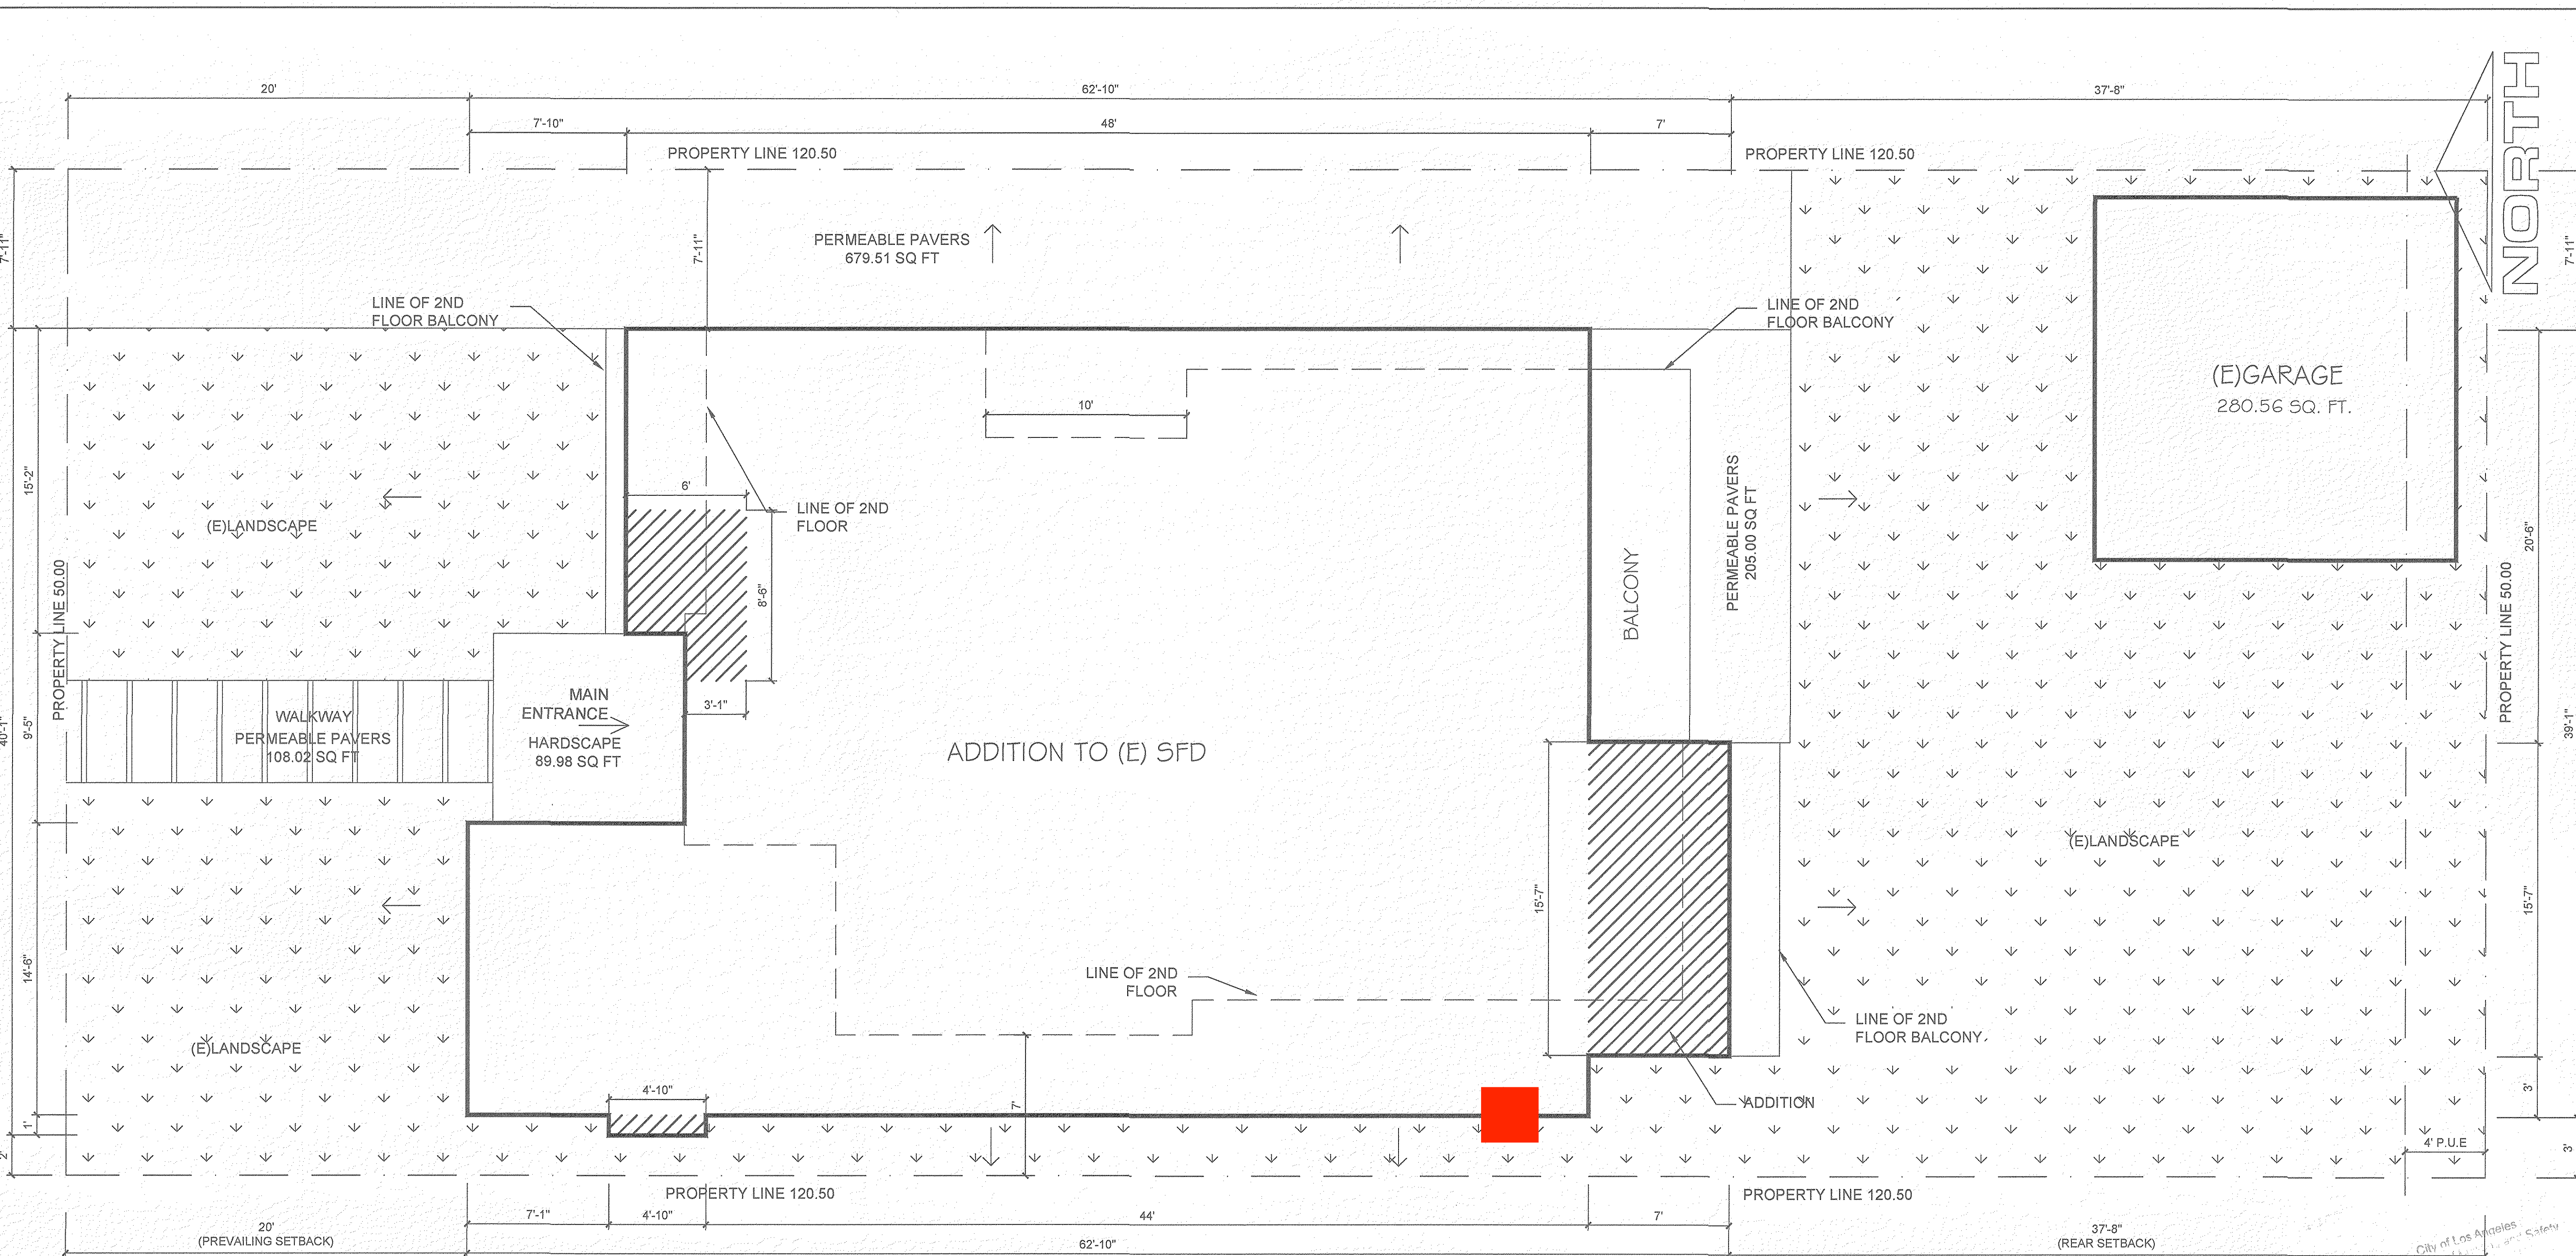 20'
62'-10"
37'-8"
7'-10"
48'
7'
PROPERTY LINE 120.50
PROPERTY LINE 120.50
NORTH
7'-11"
7'-11"
7'-11"
PERMEABLE PAVERS
679.51 SQ FT
LINE OF 2ND
FLOOR BALCONY
LINE OF 2ND
FLOOR BALCONY
(E)GARAGE
280.56 SQ. FT.
10'
15'-2"
6'
LINE OF 2ND
FLOOR
(E)LANDSCAPE
8'-6"
BALCONY
PERMEABLE PAVERS
205.00 SQ FT
20'-6"
PROPERTY LINE 50.00
PROPERTY LINE 50.00
40'-1"
9'-5"
WALKWAY
PERMEABLE PAVERS
108.02 SQ FT
MAIN
ENTRANCE
HARDSCAPE
89.98 SQ FT
3'-1"
ADDITION TO (E) SFD
39'-1"
(E)LANDSCAPE
15'-7"
15'-7"
14'-6"
LINE OF 2ND
FLOOR
LINE OF 2ND
FLOOR BALCONY
(E)LANDSCAPE
4'-10"
7'
ADDITION
3'
1'
2'
4' P.U.E
3'
PROPERTY LINE 120.50
PROPERTY LINE 120.50
7'-1"
4'-10"
44'
7'
20'
(PREVAILING SETBACK)
62'-10"
37'-8"
(REAR SETBACK)
City of Los Angeles
Safety